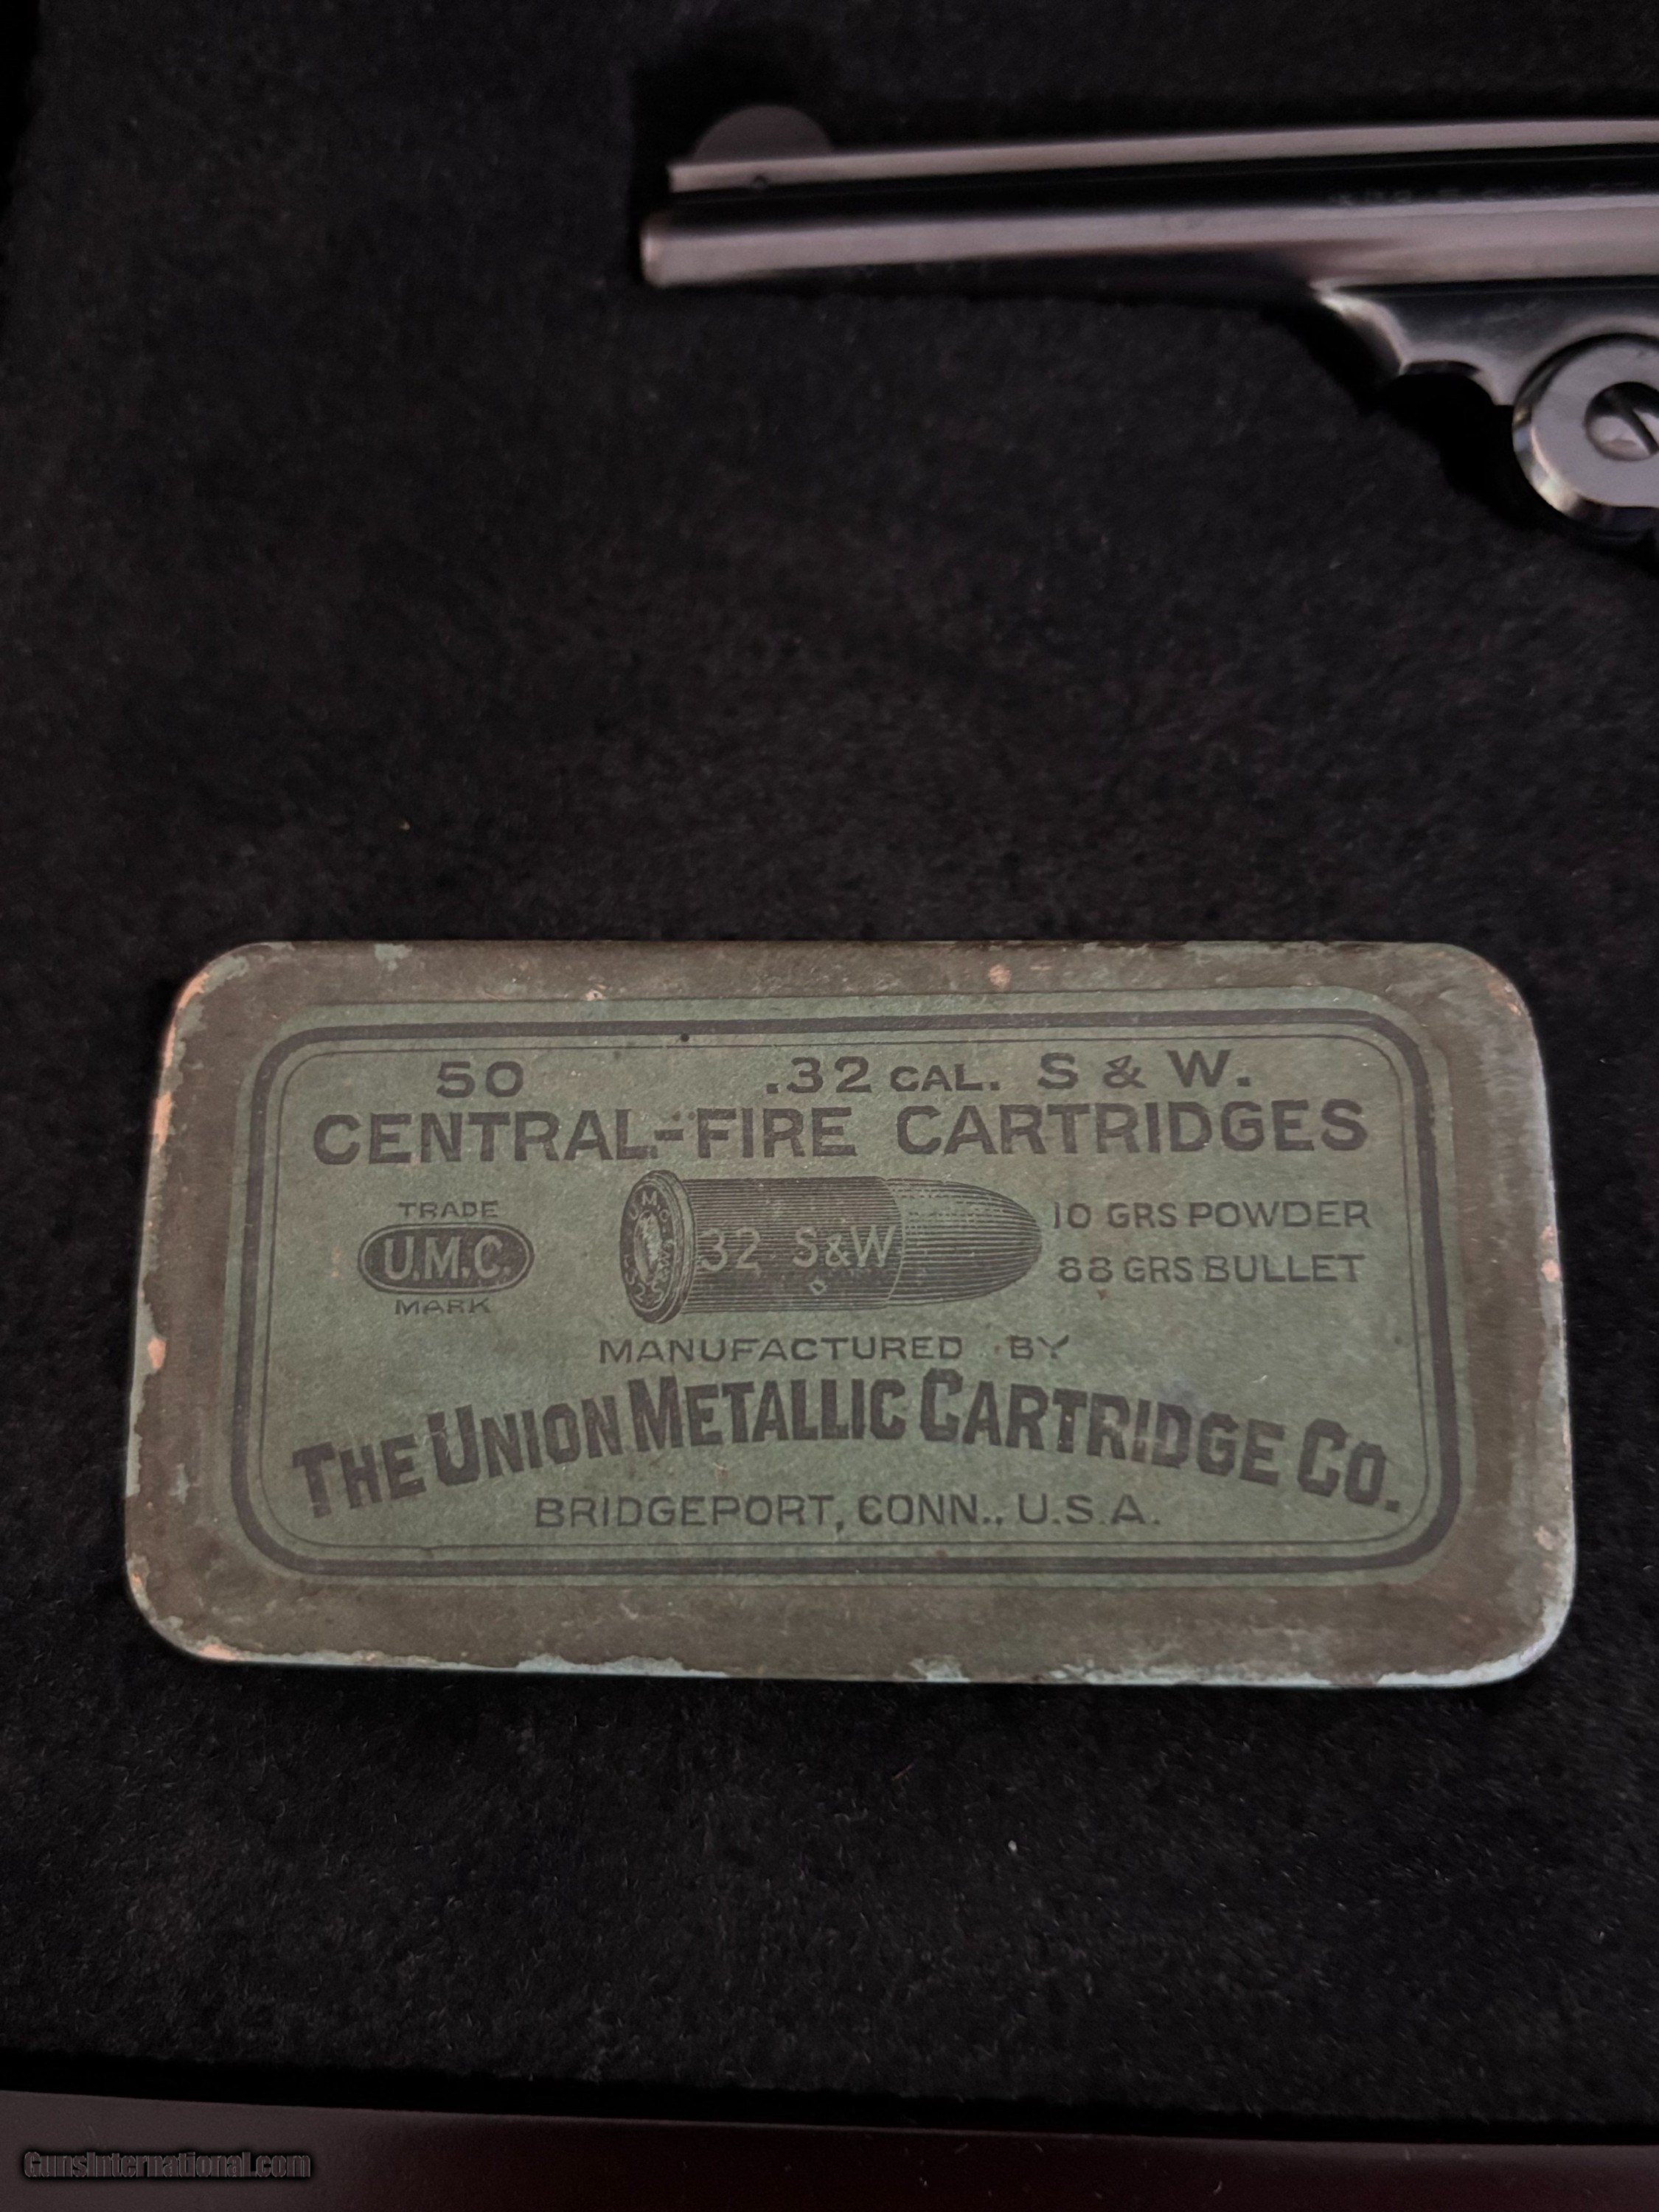 50 .32 CAL. S & W.
CENTRAL-FIRE CARTRIDGES
TRADE
U.M.C.
MARK
U.M.C.
32 S&W
10 GRS POWDER
88 GRS BULLET
MANUFACTURED BY
THE UNION METALLIC CARTRIDGE CO.
BRIDGEPORT, CONN., U.S.A.
GunsInternational.com